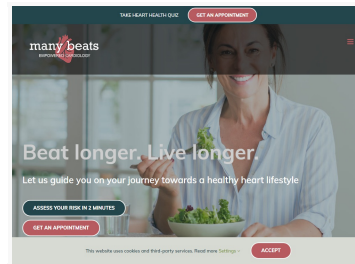 TAKE HEART HEALTH QUIZ
GET AN APPOINTMENT
many beats
EMPOWERED CARDIOLOGY
Beat longer. Live longer.
Let us guide you on your journey towards a healthy heart lifestyle
ASSESS YOUR RISK IN 2 MINUTES
GET AN APPOINTMENT
This website uses cookies and third-party services. Read more Settings
ACCEPT